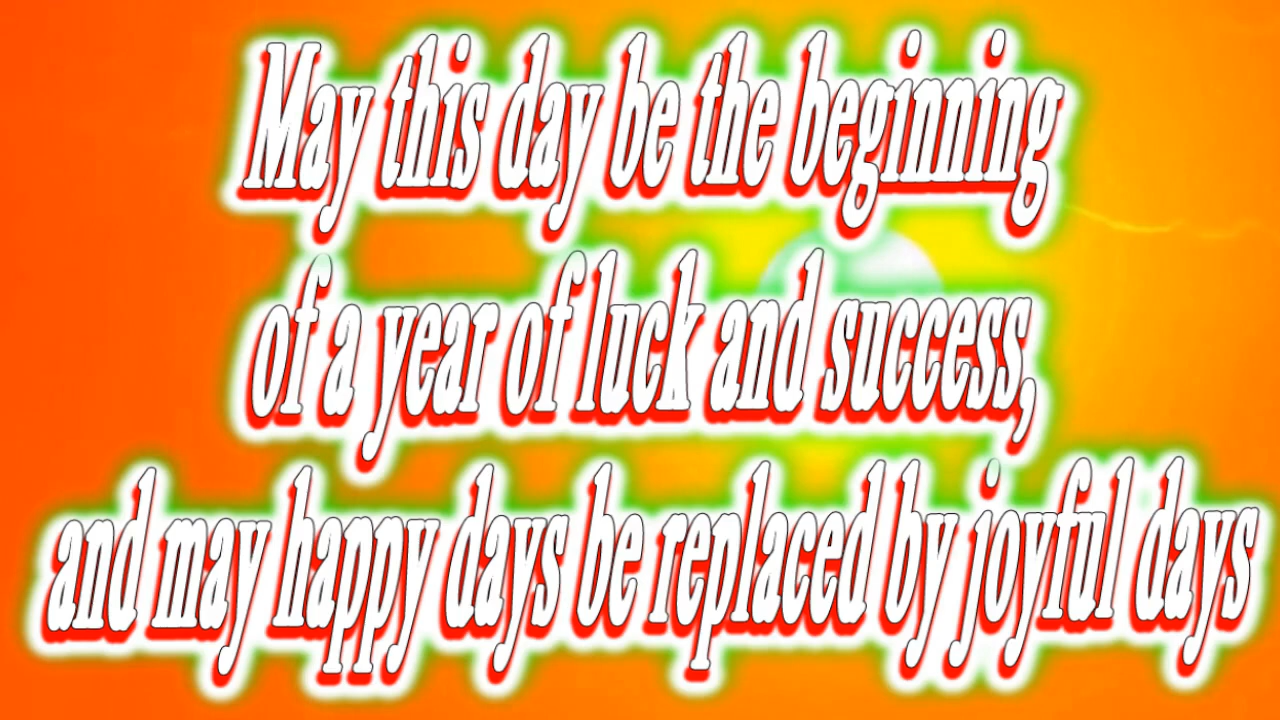 May this day be the beginning
of a year of luck and success,
and may happy days be replaced by joyful days